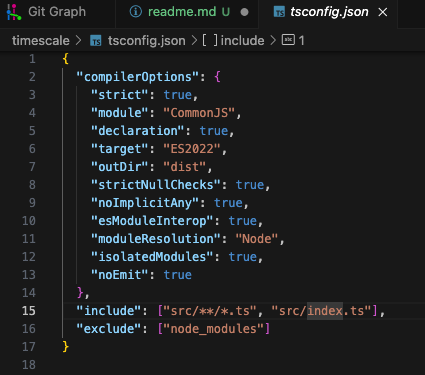 Git Graph readme.md U tsconfig.json
timescale > tsconfig.json > [ ] include > abc 1
1 {
2 "compilerOptions": {
3 "strict": true,
4 "module": "CommonJS",
5 "declaration": true,
6 "target": "ES2022",
7 "outDir": "dist",
8 "strictNullChecks": true,
9 "noImplicitAny": true,
10 "esModuleInterop": true,
11 "moduleResolution": "Node",
12 "isolatedModules": true,
13 "noEmit": true
14 },
15 "include": ["src/**/*.ts", "src/index.ts"],
16 "exclude": ["node_modules"]
17 }
18